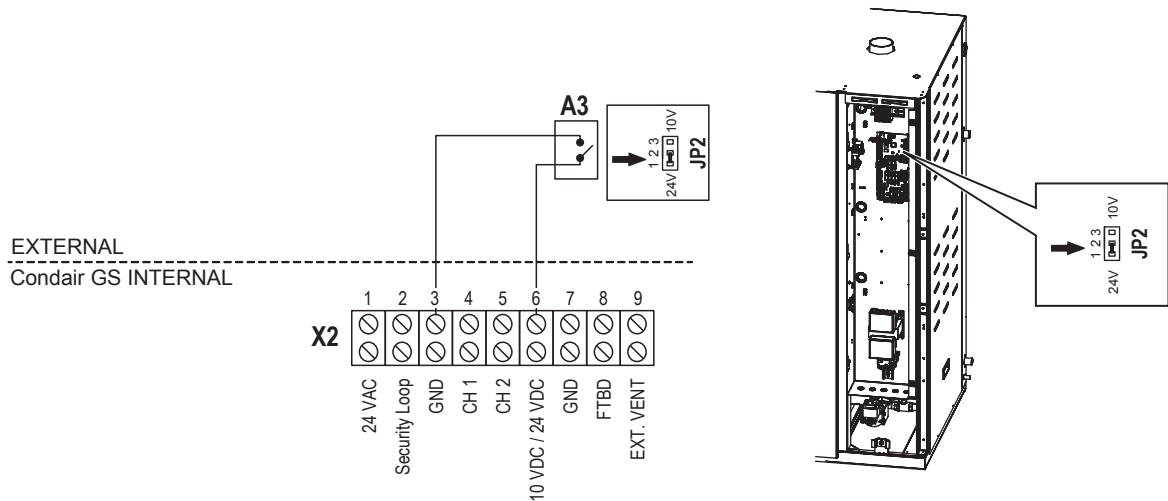 A3
1 2 3
24V
10V
JP2
EXTERNAL
Condair GS INTERNAL
1 2 3 4 5 6 7 8 9
X2
24 VAC
Security Loop
GND
CH 1
CH 2
10 VDC / 24 VDC
GND
FTBD
EXT. VENT
1 2 3
24V
10V
JP2